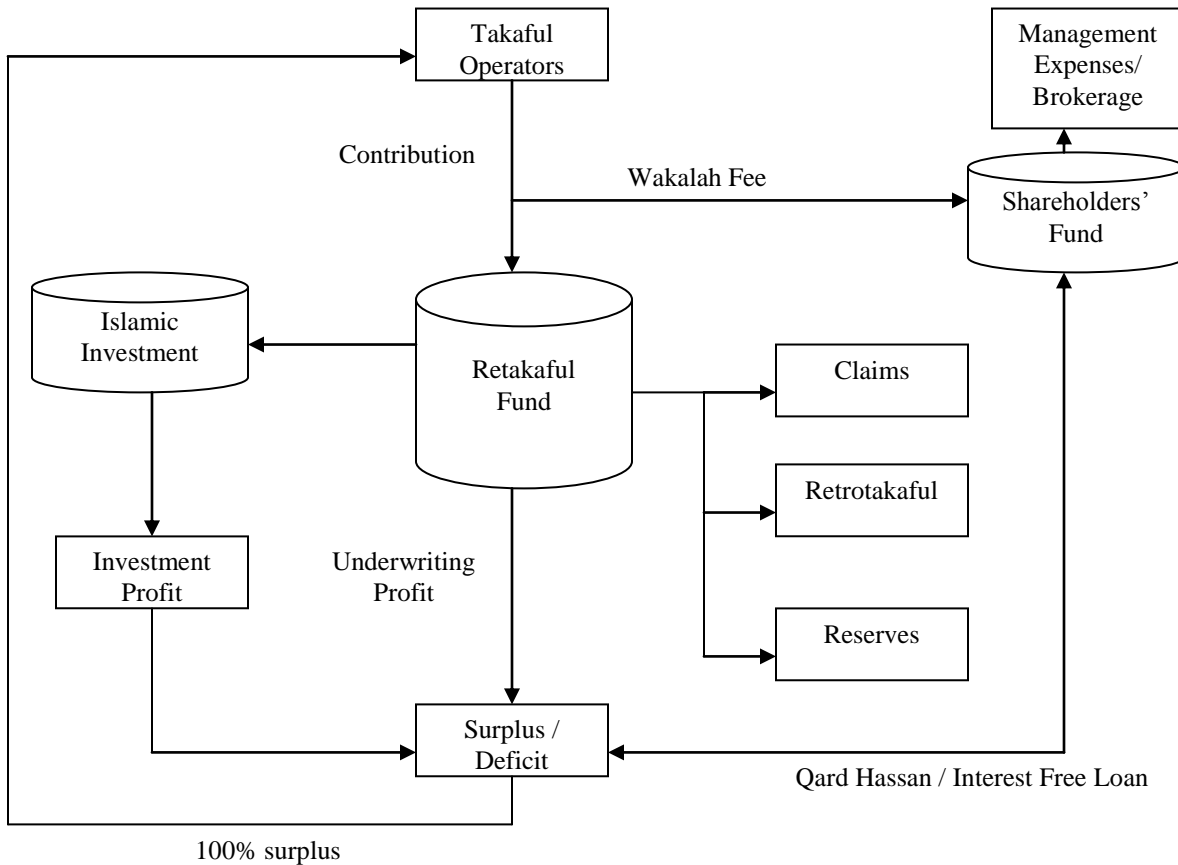 Takaful
Operators
Management
Expenses/
Brokerage
Contribution
Wakalah Fee
Shareholders’
Fund
Islamic
Investment
Retakaful
Fund
Claims
Retrotakaful
Underwriting
Profit
Investment
Profit
Reserves
Surplus /
Deficit
Qard Hassan / Interest Free Loan
100% surplus